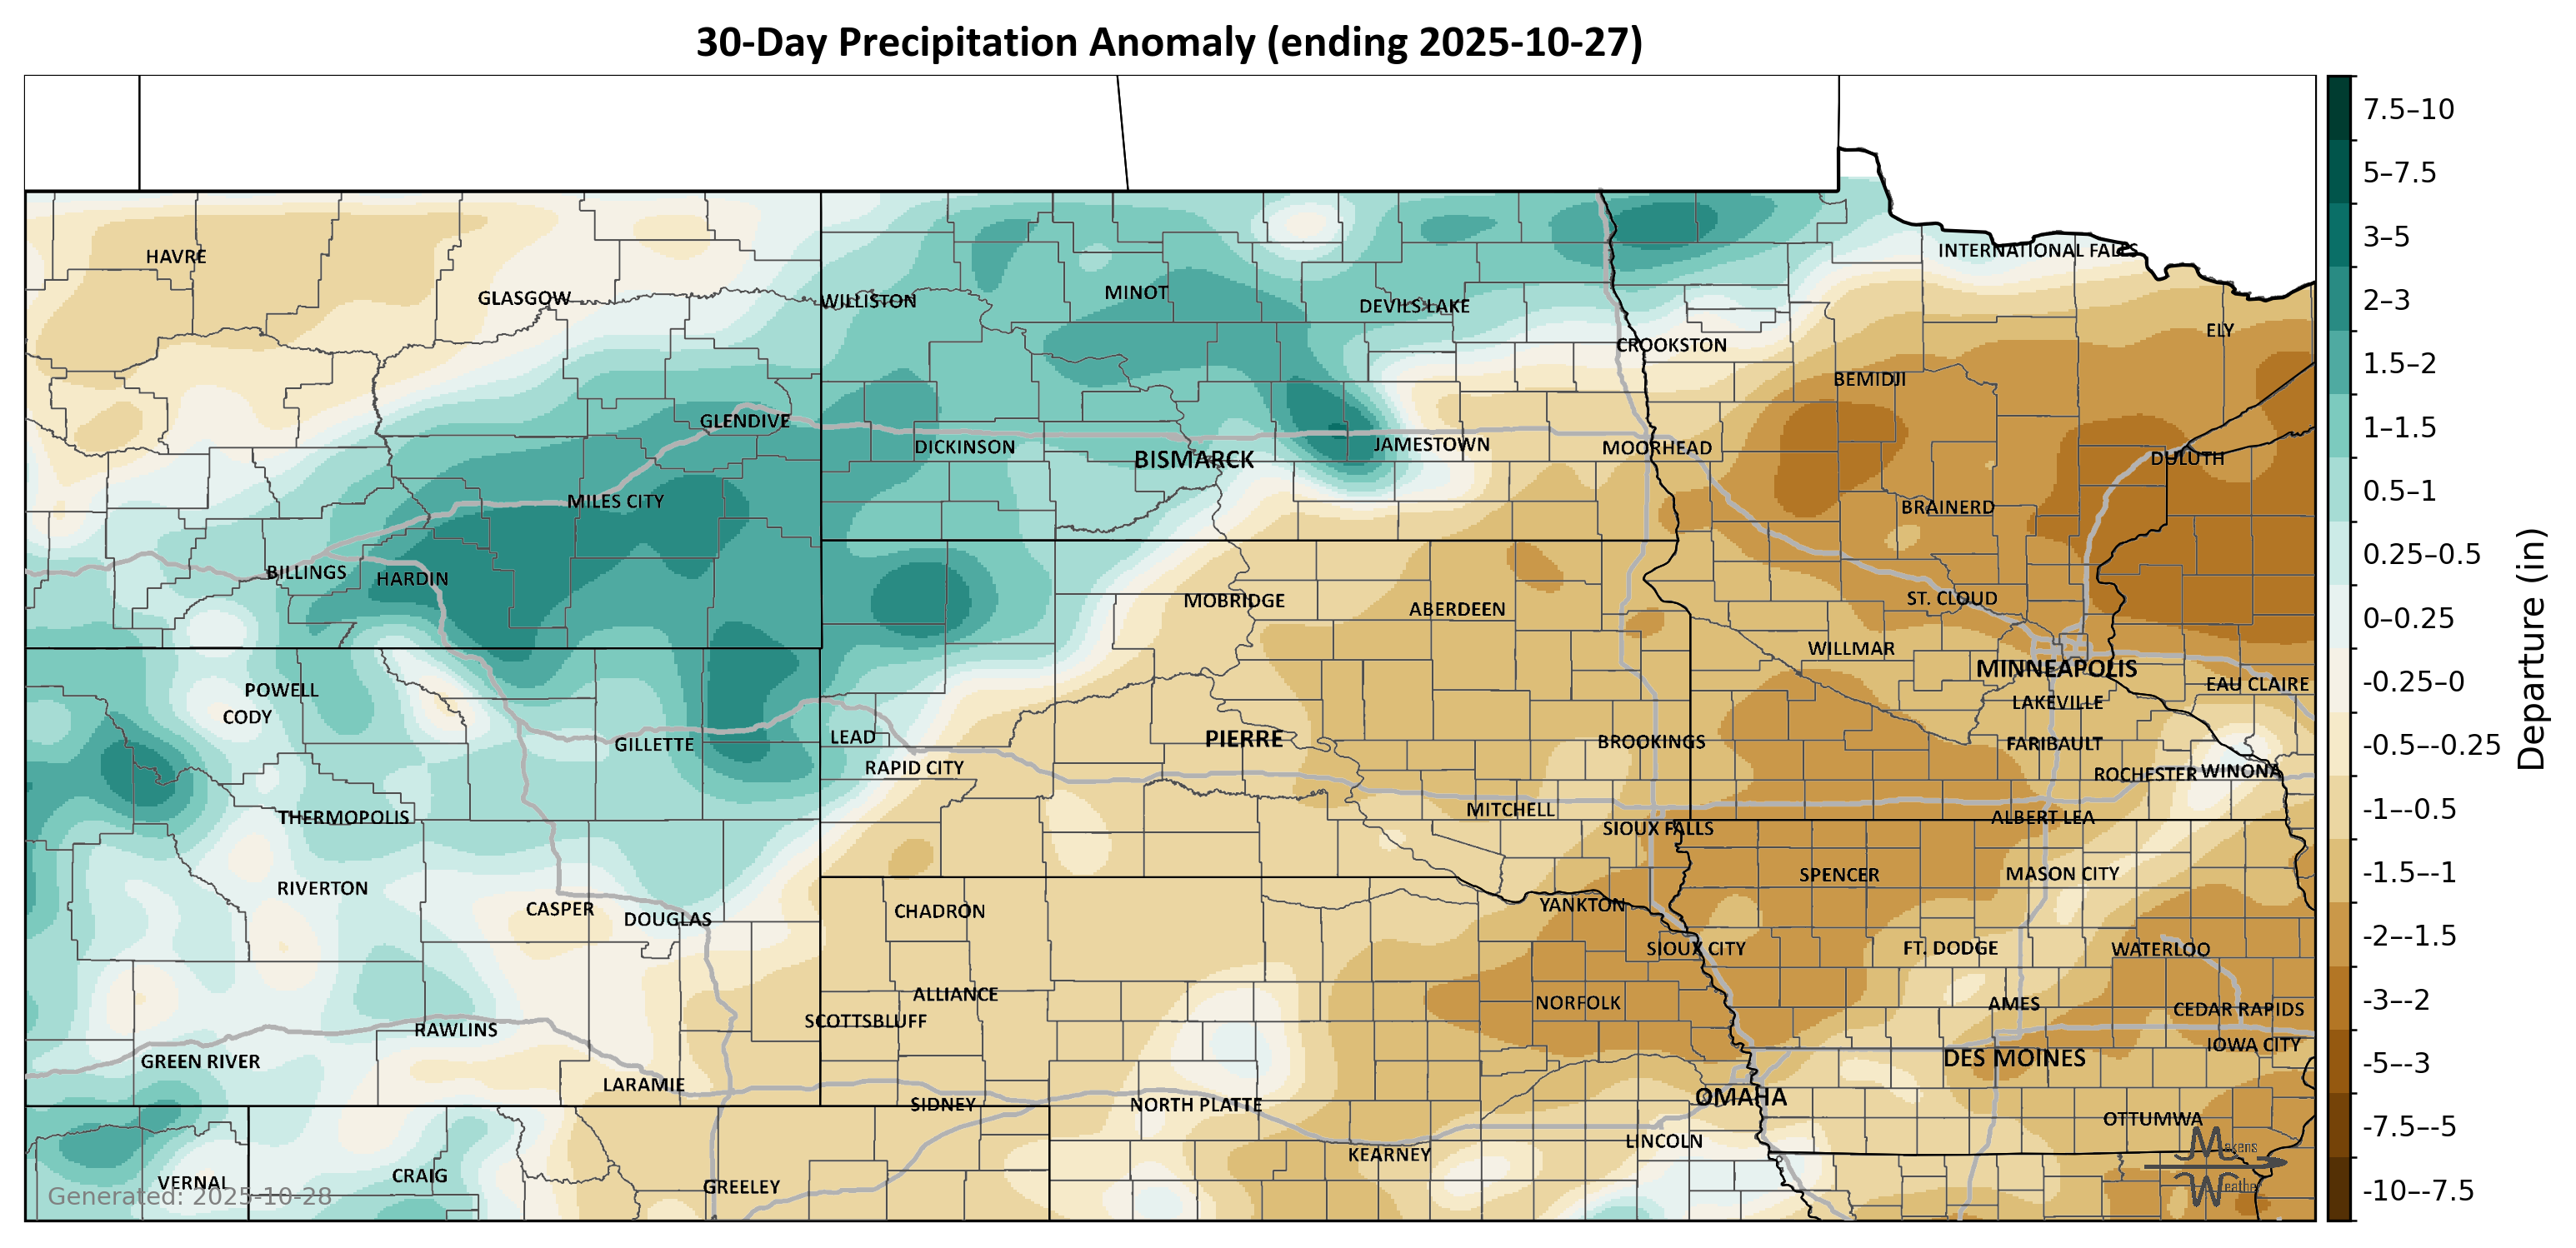 30-Day Precipitation Anomaly (ending 2025-10-27)
HAVRE
GLASGOW
WILLISTON
MINOT
DEVILS LAKE
INTERNATIONAL FALLS
CROOKSTON
ELY
BEMIDJI
GLENDIVE
DICKINSON
BISMARCK
JAMESTOWN
MOORHEAD
DULUTH
MILES CITY
BRAINERD
BILLINGS
HARDIN
MOBRIDGE
ABERDEEN
ST. CLOUD
WILLMAR
MINNEAPOLIS
EAU CLAIRE
POWELL
CODY
LAKEVILLE
GILLETTE
LEAD
PIERRE
BROOKINGS
FARIBAULT
RAPID CITY
ROCHESTER
WINONA
THERMOPOLIS
MITCHELL
SIOUX FALLS
ALBERT LEA
RIVERTON
SPENCER
MASON CITY
CASPER
DOUGLAS
CHADRON
YANKTON
SIOUX CITY
FT. DODGE
WATERLOO
ALLIANCE
NORFOLK
AMES
CEDAR RAPIDS
SCOTTSBLUFF
RAWLINS
GREEN RIVER
DES MOINES
IOWA CITY
LARAMIE
SIDNEY
NORTH PLATTE
OMAHA
OTTUMWA
LINCOLN
KEARNEY
VERNAL
CRAIG
GREELEY
Generated: 2025-10-28
Makens
Weather
7.5–10
5–7.5
3–5
2–3
1.5–2
1–1.5
0.5–1
0.25–0.5
0–0.25
-0.25–0
-0.5–-0.25
-1–-0.5
-1.5–-1
-2–-1.5
-3–-2
-5–-3
-7.5–-5
-10–-7.5
Departure (in)